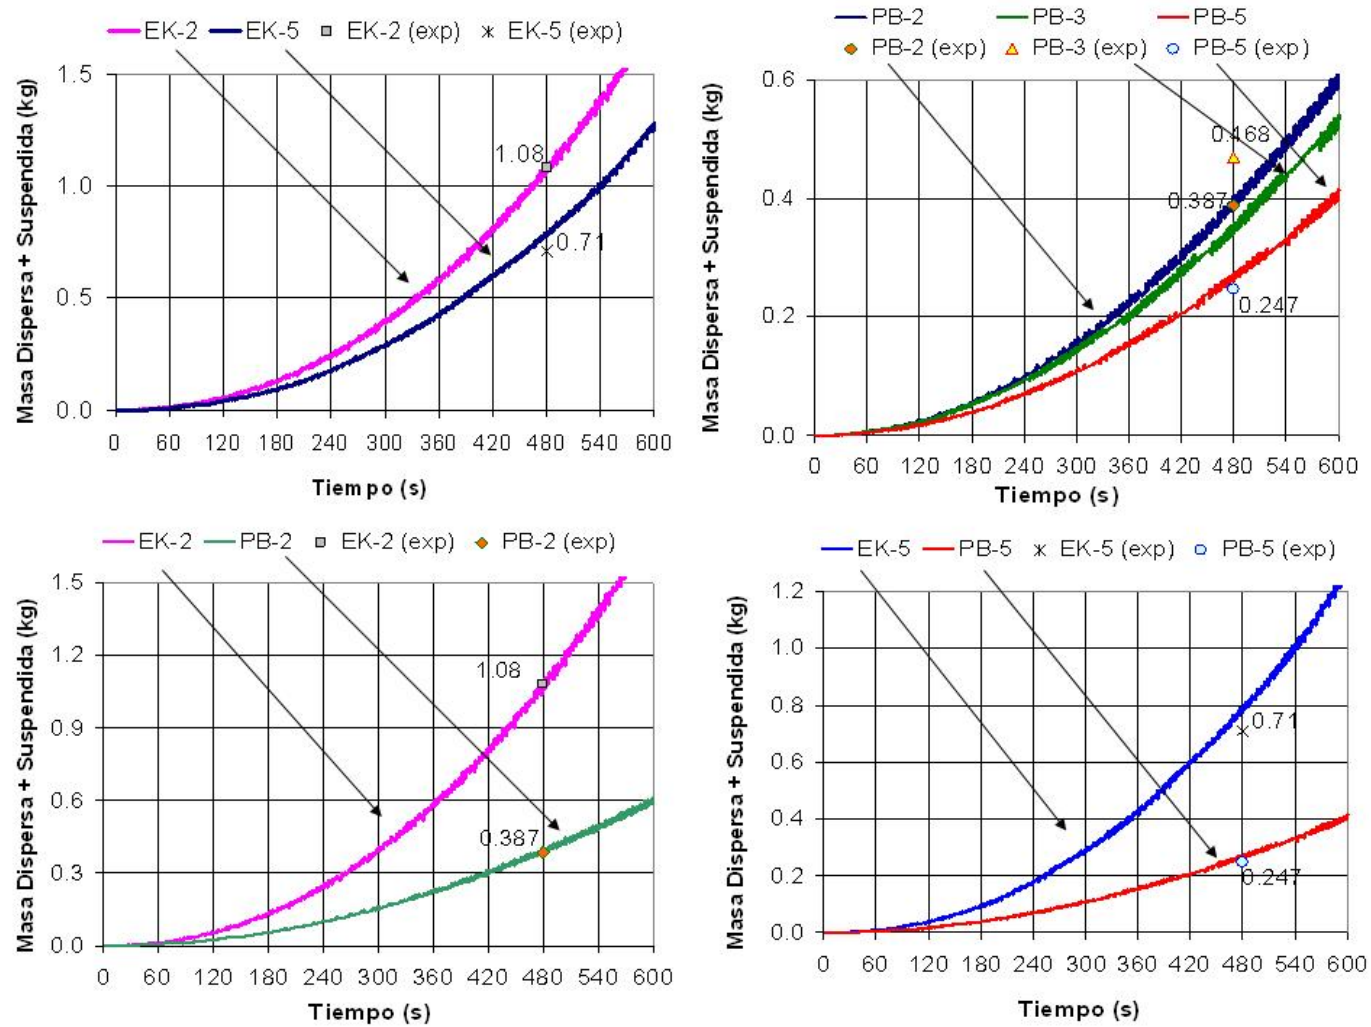 EK-2 EK-5 EK-2 (exp) EK-5 (exp)
Masa Dispersa + Suspendida (kg)
1.5
1.0
0.5
0.0
1.08
0.71
0 60 120 180 240 300 360 420 480 540 600
Tiempo (s)
PB-2 PB-3 PB-5
PB-2 (exp) PB-3 (exp) PB-5 (exp)
Masa Dispersa + Suspendida (kg)
0.6
0.4
0.2
0.0
0.468
0.387
0.247
0 60 120 180 240 300 360 420 480 540 600
Tiempo (s)
EK-2 PB-2 EK-2 (exp) PB-2 (exp)
Masa Dispersa + Suspendida (kg)
1.5
1.2
0.9
0.6
0.3
0.0
1.08
0.387
0 60 120 180 240 300 360 420 480 540 600
Tiempo (s)
EK-5 PB-5 EK-5 (exp) PB-5 (exp)
Masa Dispersa + Suspendida (kg)
1.2
1.0
0.8
0.6
0.4
0.2
0.0
0.71
0.247
0 60 120 180 240 300 360 420 480 540 600
Tiempo (s)